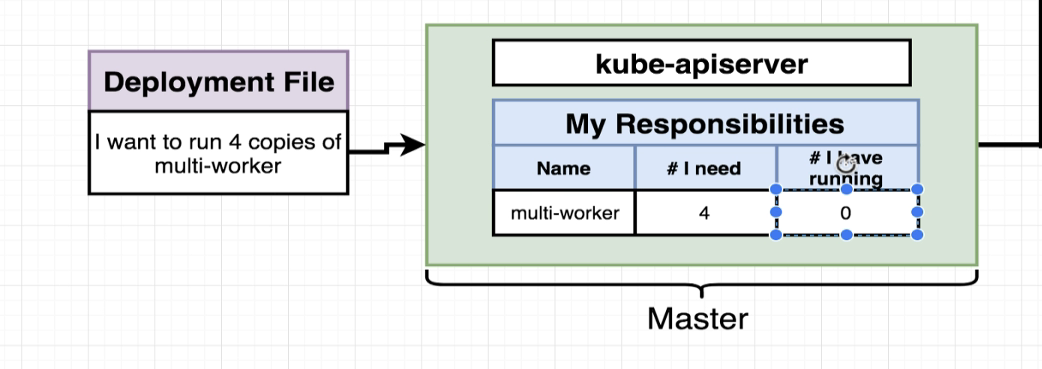 Deployment File
I want to run 4 copies of
multi-worker
kube-apiserver
My Responsibilities
Name
# I need
# I have
running
multi-worker
4
0
Master